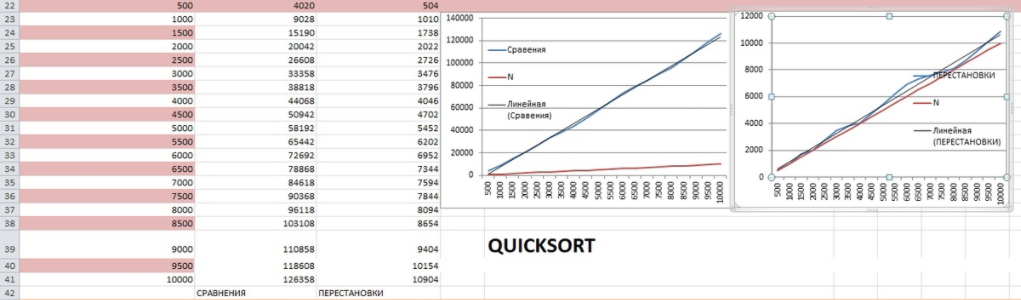 22 500 4020 504
23 1000 9028 1010
24 1500 15190 1738
25 2000 20042 2022
26 2500 26608 2726
27 3000 33358 3476
28 3500 38818 3796
29 4000 44068 4046
30 4500 50942 4702
31 5000 58192 5452
32 5500 65442 6202
33 6000 72692 6952
34 6500 78868 7344
35 7000 84618 7594
36 7500 90368 7844
37 8000 96118 8094
38 8500 103108 8654
39 9000 110858 9404
40 9500 118608 10154
41 10000 126358 10904
42 СРАВНЕНИЯ ПЕРЕСТАНОВКИ
140000
120000
100000
80000
60000
40000
20000
0
Сравения
N
Линейная
(Сравения)
500 1000 1500 2000 2500 3000 3500 4000 4500 5000 5500 6000 6500 7000 7500 8000 8500 9000 9500 10000
12000
10000
8000
6000
4000
2000
0
ПЕРЕСТАНОВКИ
N
Линейная
(ПЕРЕСТАНОВКИ)
500 1000 1500 2000 2500 3000 3500 4000 4500 5000 5500 6000 6500 7000 7500 8000 8500 9000 9500 10000
QUICKSORT